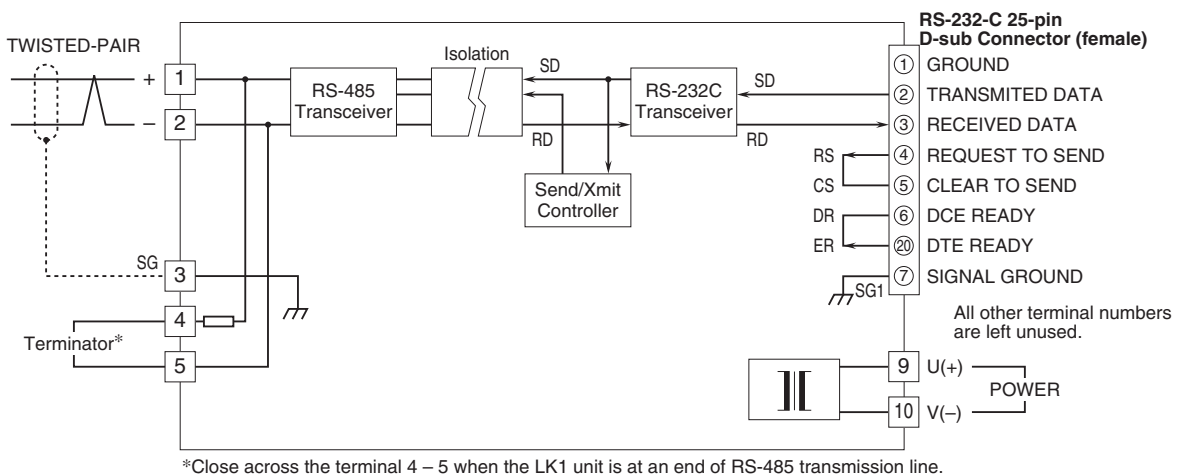 RS-232-C 25-pin
D-sub Connector (female)
TWISTED-PAIR
Isolation
+ 1
– 2
RS-485
Transceiver
SD
RD
RS-232C
Transceiver
SD
RD
Send/Xmit
Controller
① GROUND
② TRANSMITED DATA
③ RECEIVED DATA
RS ④ REQUEST TO SEND
CS ⑤ CLEAR TO SEND
DR ⑥ DCE READY
ER ⑳ DTE READY
SG1 ⑦ SIGNAL GROUND
All other terminal numbers
are left unused.
SG 3
4
Terminator*
5
9 U(+)
POWER
10 V(–)
*Close across the terminal 4 – 5 when the LK1 unit is at an end of RS-485 transmission line.